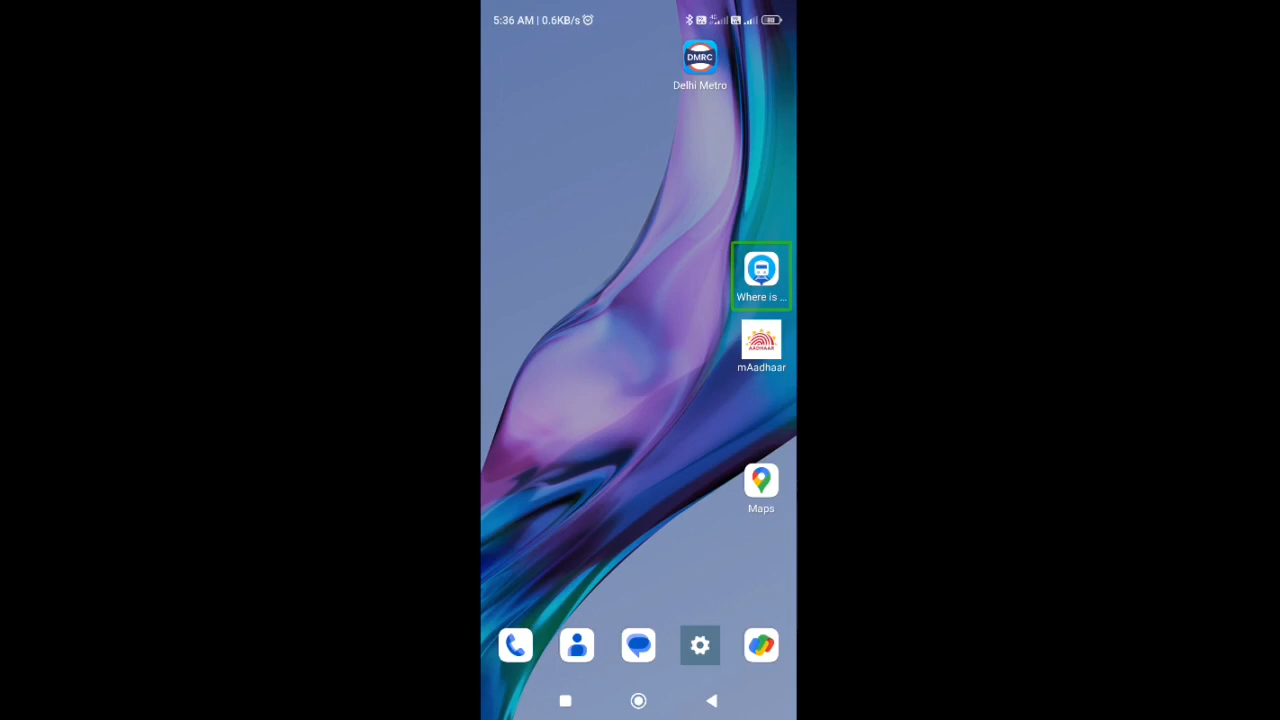 5:36 AM | 0.6KB/s
DMRC
Delhi Metro
Where is ...
AADHAAR
mAadhaar
Maps